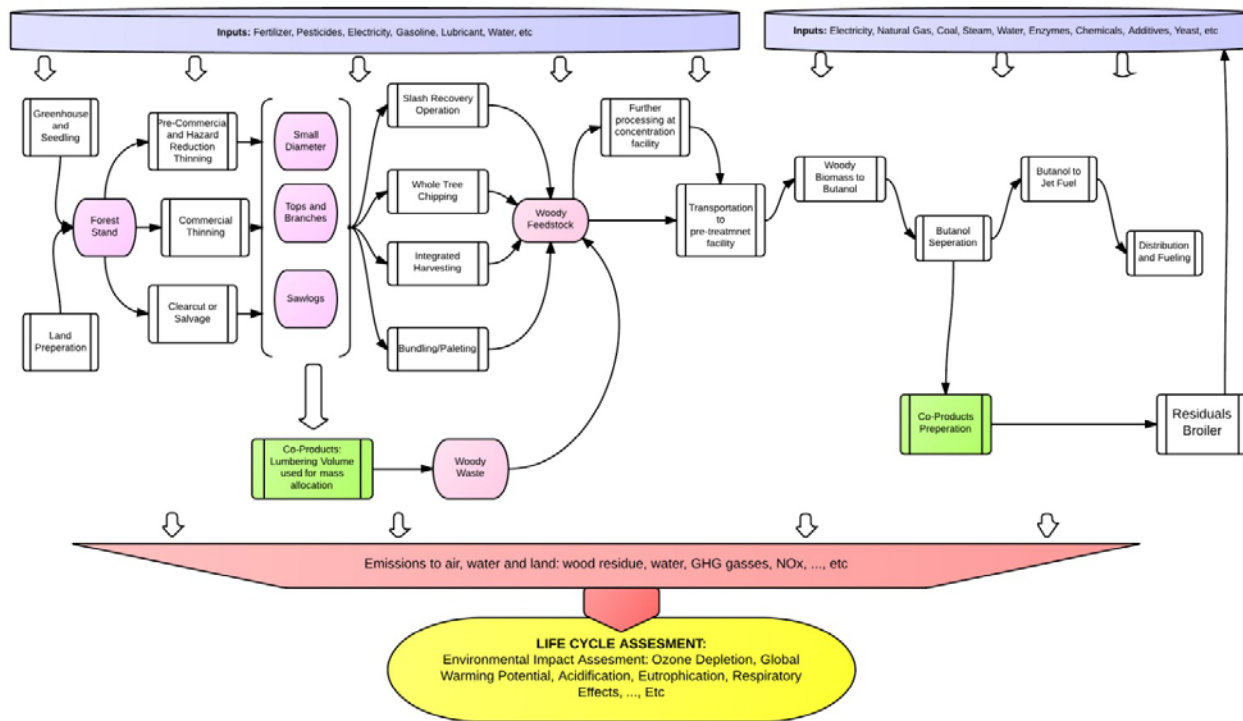 Inputs: Fertilizer, Pesticides, Electricity, Gasoline, Lubricant, Water, etc
Inputs: Electricity, Natural Gas, Coal, Steam, Water, Enzymes, Chemicals, Additives, Yeast, etc
Greenhouse
and
Seedling
Pre-Commercia
and Hazard
Reduction
Thinning
Small
Diameter
Slash Recovery
Operation
Further
processing at
concentration
facility
Forest
Stand
Commercial
Thinning
Tops and
Branches
Whole Tree
Chipping
Woody
Feedstock
Transportation
to
pre-treatmnet
facility
Woody
Biomass to
Butanol
Butanol to
Jet Fuel
Integrated
Harvesting
Butanol
Seperation
Distribution
and Fueling
Land
Preperation
Clearcut or
Salvage
Sawlogs
Bundling/Paleting
Co-Products:
Lumbering Volume
used for mass
allocation
Woody
Waste
Co-Products
Preperation
Residuals
Broiler
Emissions to air, water and land: wood residue, water, GHG gasses, NOx, ..., etc
LIFE CYCLE ASSESMENT:
Environmental Impact Assesment: Ozone Depletion, Global
Warming Potential, Acidification, Eutrophication, Respiratory
Effects, ..., Etc